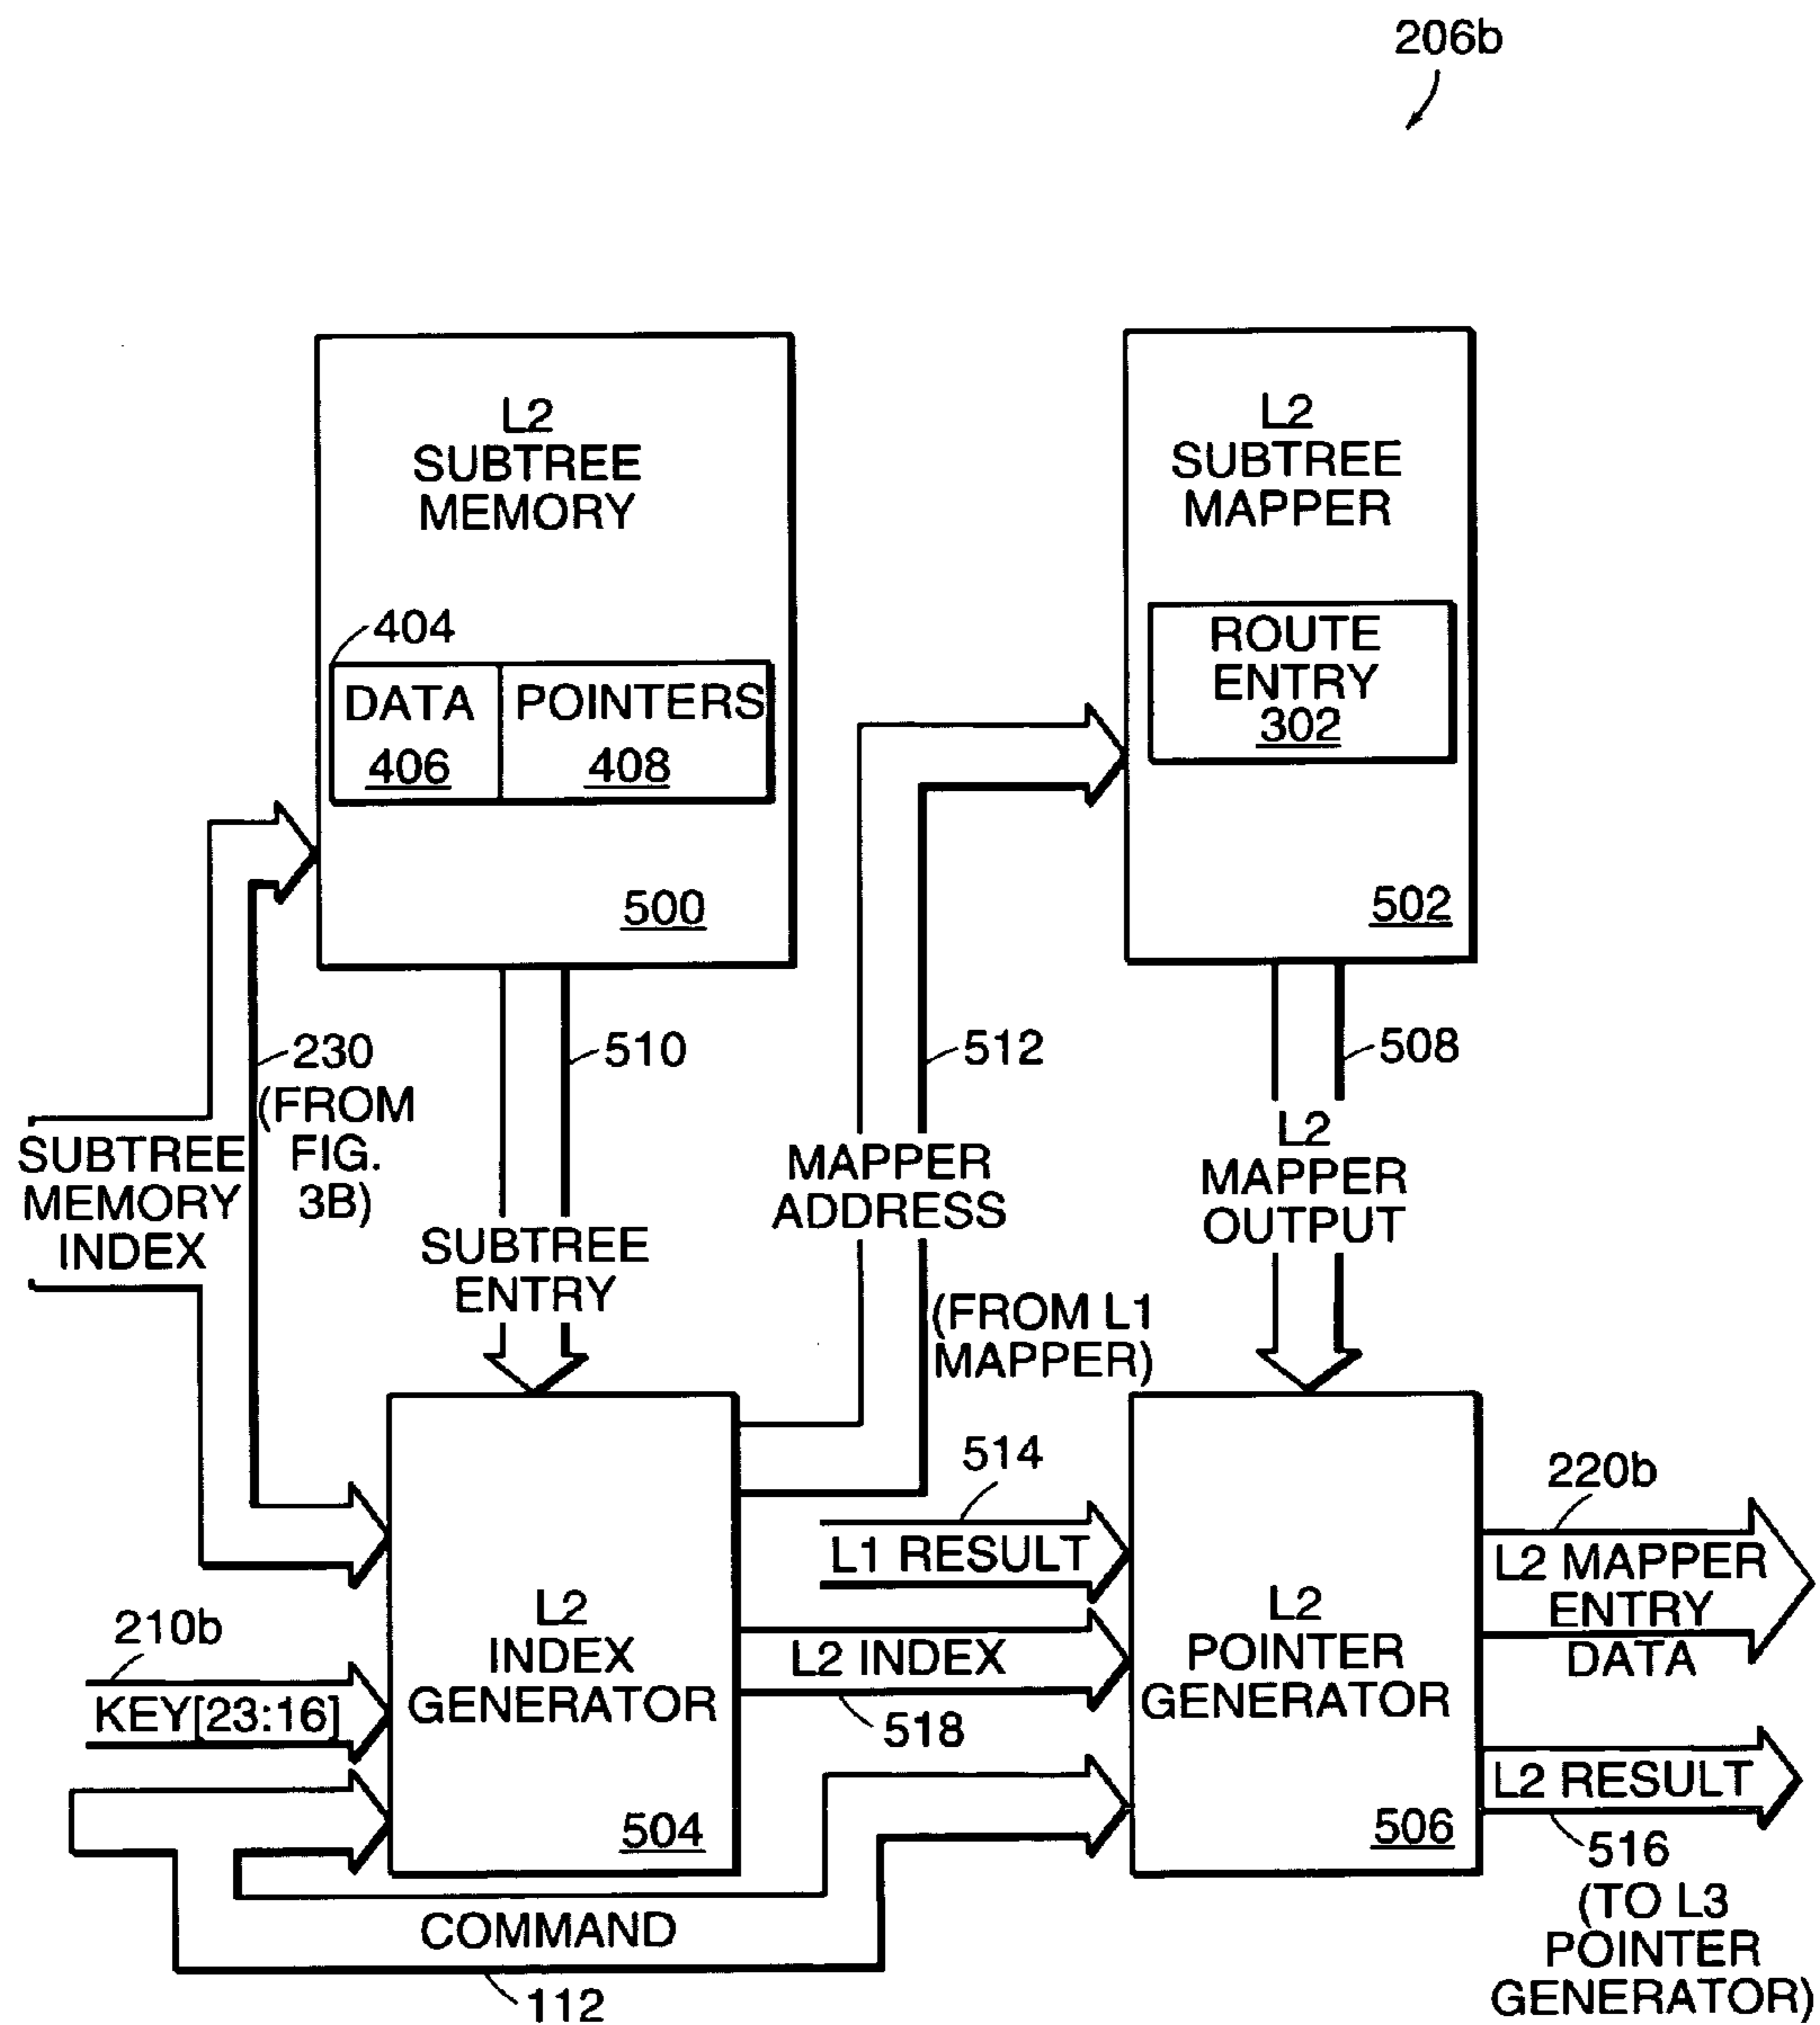 206b
L2
SUBTREE
MEMORY
404
DATA
406
POINTERS
408
500
L2
SUBTREE
MAPPER
ROUTE
ENTRY
302
502
230
(FROM
FIG.
3B)
SUBTREE
MEMORY
INDEX
510
SUBTREE
ENTRY
512
MAPPER
ADDRESS
508
L2
MAPPER
OUTPUT
(FROM L1
MAPPER)
514
L1 RESULT
210b
KEY[23:16]
L2
INDEX
GENERATOR
504
L2 INDEX
518
L2
POINTER
GENERATOR
506
220b
L2 MAPPER
ENTRY
DATA
L2 RESULT
516
(TO L3
POINTER
GENERATOR)
COMMAND
112